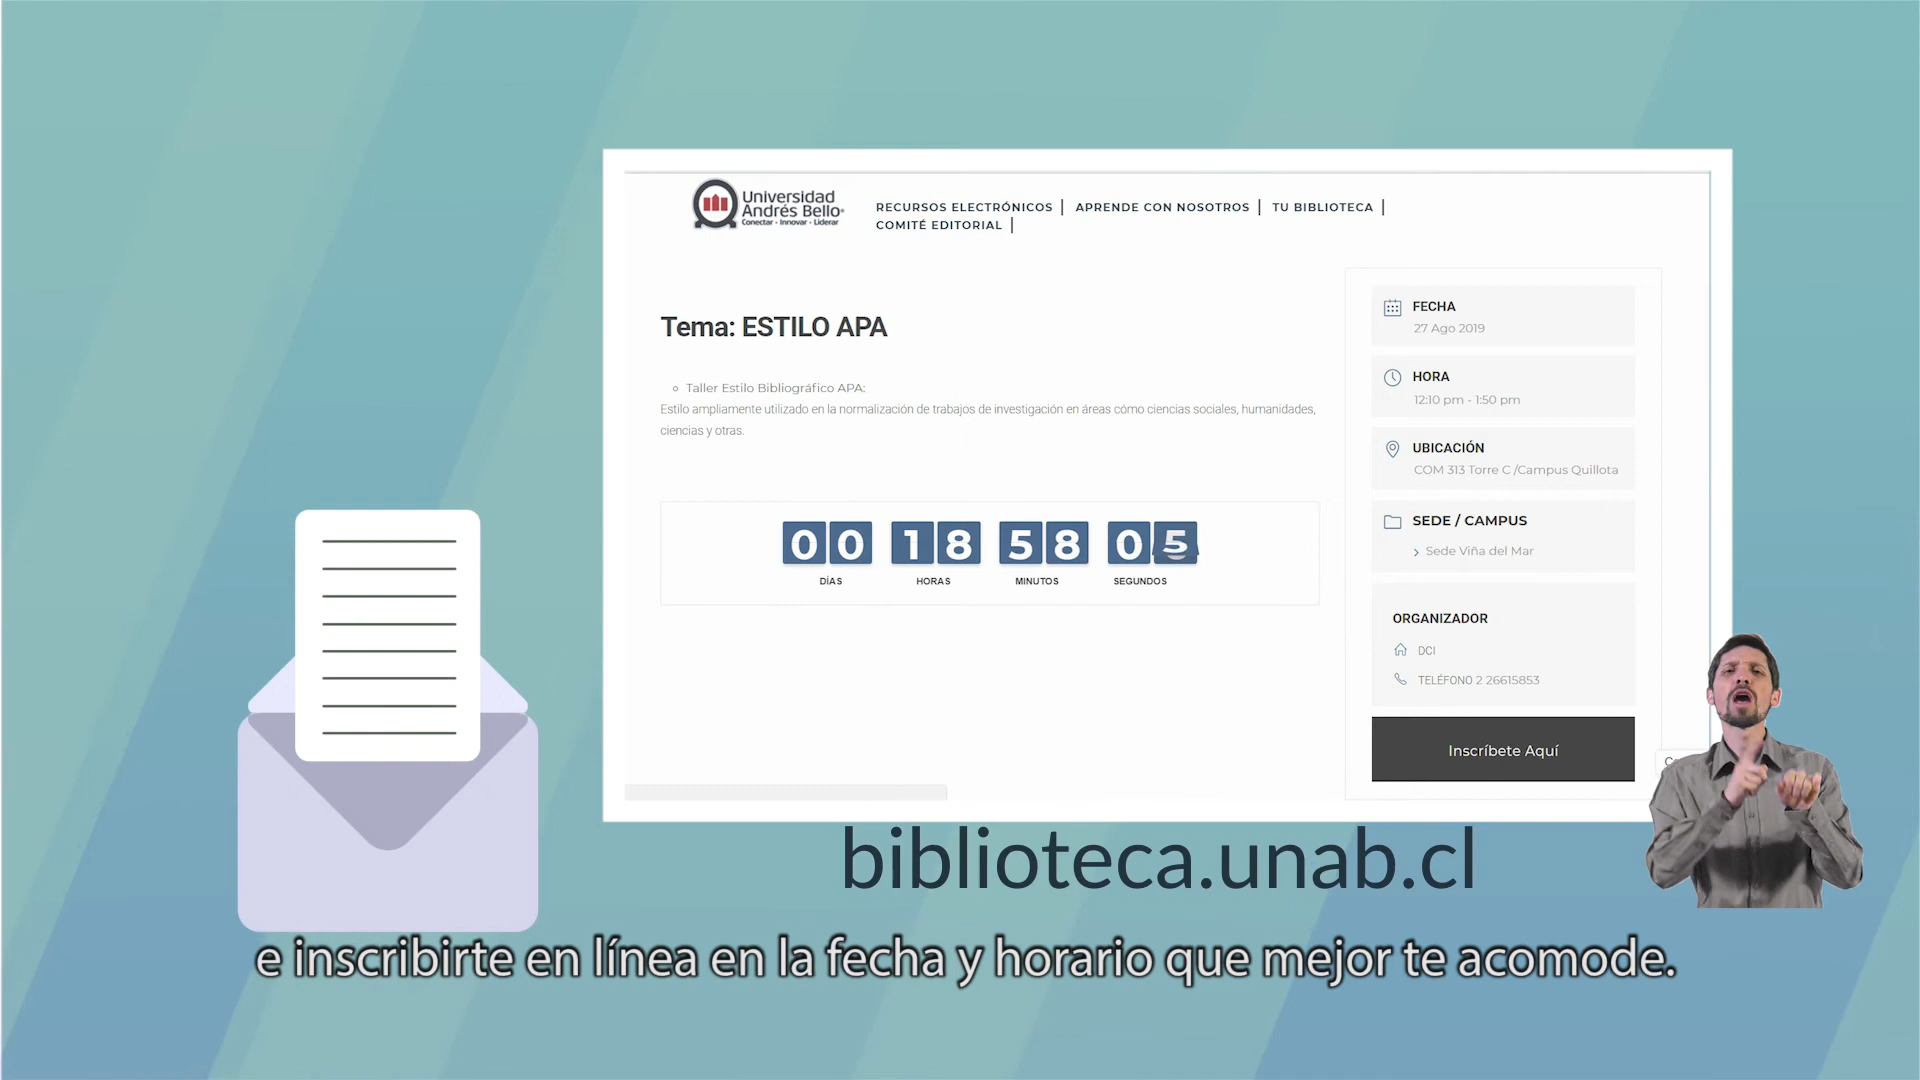 Universidad
Andrés Bello
Conectar - Innovar - Liderar
RECURSOS ELECTRÓNICOS | APRENDE CON NOSOTROS | TU BIBLIOTECA |
COMITÉ EDITORIAL |
Tema: ESTILO APA
Taller Estilo Bibliográfico APA:
Estilo ampliamente utilizado en la normalización de trabajos de investigación en áreas cómo ciencias sociales, humanidades,
ciencias y otras.
00 18 58 05
DÍAS HORAS MINUTOS SEGUNDOS
FECHA
27 Ago 2019
HORA
12:10 pm - 1:50 pm
UBICACIÓN
COM 313 Torre C /Campus Quillota
SEDE / CAMPUS
Sede Viña del Mar
ORGANIZADOR
DCI
TELÉFONO 2 26615853
Inscríbete Aquí
biblioteca.unab.cl
e inscribirte en línea en la fecha y horario que mejor te acomode.